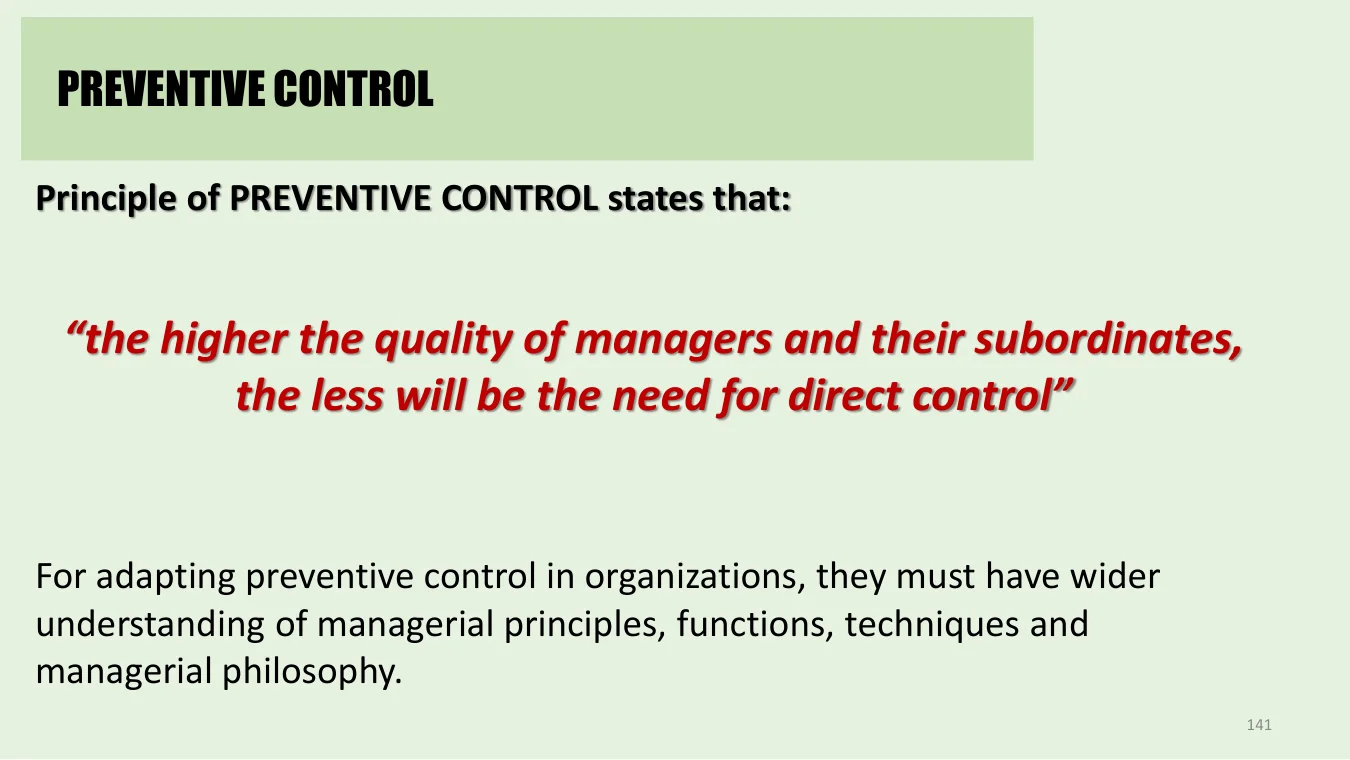 PREVENTIVE CONTROL
Principle of PREVENTIVE CONTROL states that:
“the higher the quality of managers and their subordinates,
the less will be the need for direct control”
For adapting preventive control in organizations, they must have wider
understanding of managerial principles, functions, techniques and
managerial philosophy.
141